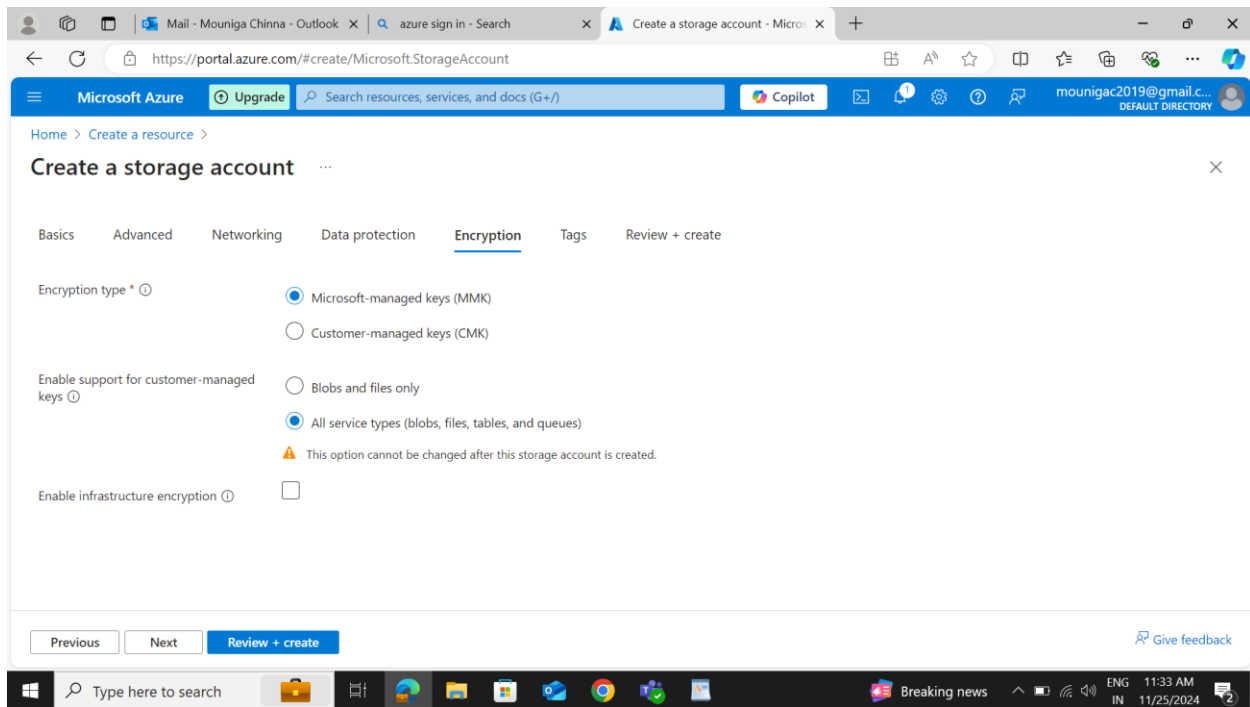 Mail - Mouniga Chinna - Outlook
azure sign in - Search
Create a storage account - Micros
https://portal.azure.com/#create/Microsoft.StorageAccount
Microsoft Azure
Upgrade
Search resources, services, and docs (G+/)
Copilot
1
mounigac2019@gmail.c...
DEFAULT DIRECTORY
Home > Create a resource >
Create a storage account ...
Basics
Advanced
Networking
Data protection
Encryption
Tags
Review + create
Encryption type *
Microsoft-managed keys (MMK)
Customer-managed keys (CMK)
Enable support for customer-managed
keys
Blobs and files only
All service types (blobs, files, tables, and queues)
This option cannot be changed after this storage account is created.
Enable infrastructure encryption
Previous
Next
Review + create
Give feedback
Type here to search
Breaking news
ENG
IN
11:33 AM
11/25/2024
2